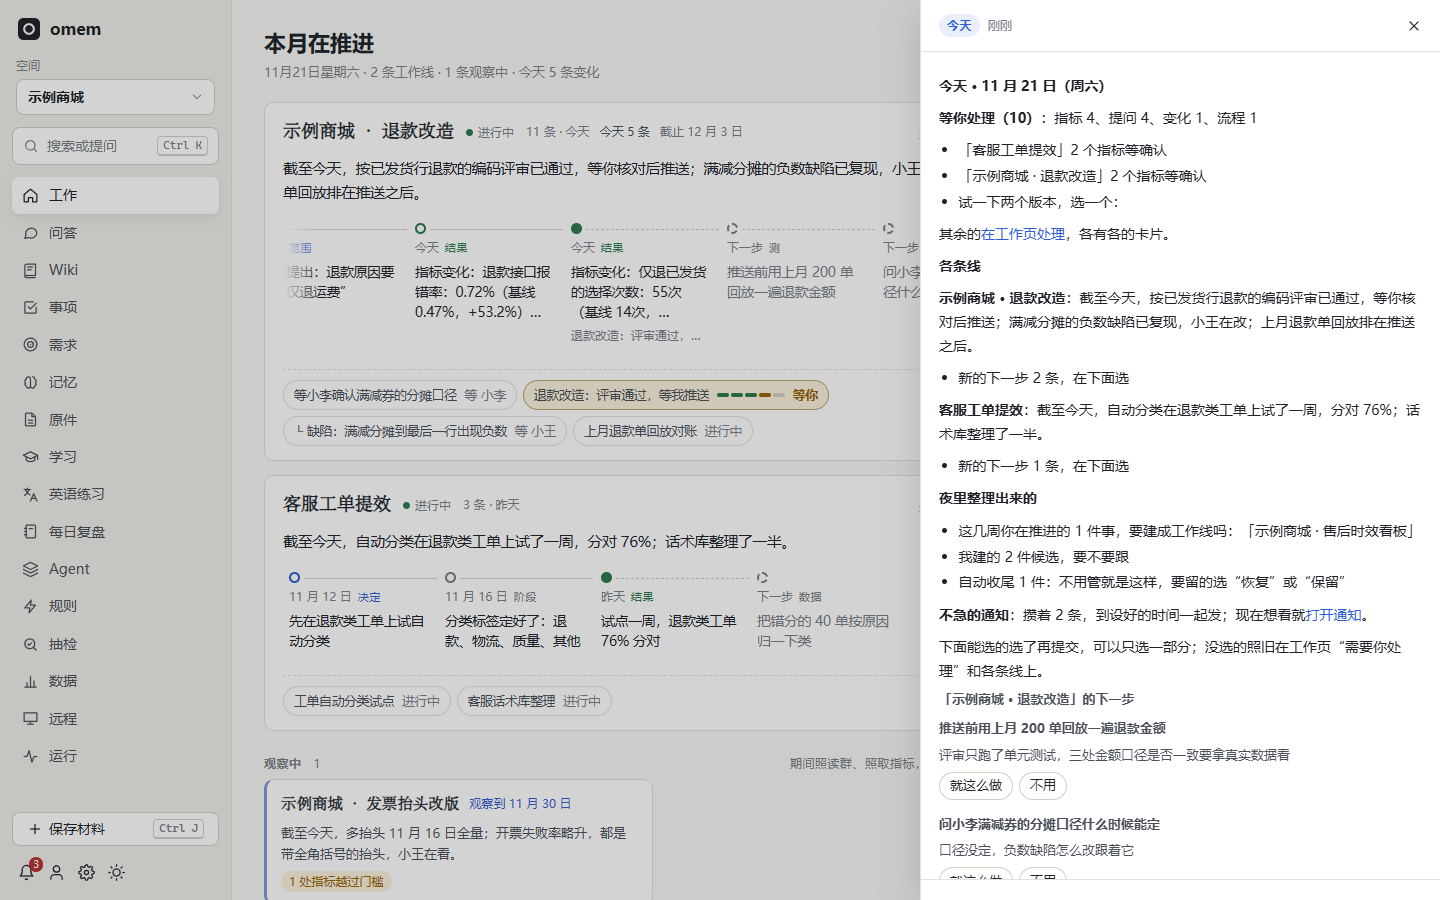 omem
空间
示例商城
搜索或提问 Ctrl K
工作
问答
Wiki
事项
需求
记忆
原件
学习
英语练习
每日复盘
Agent
规则
抽检
数据
远程
运行
保存材料 Ctrl J
3
本月在推进
11月21日星期六 · 2 条工作线 · 1 条观察中 · 今天 5 条变化
示例商城 · 退款改造 进行中 11 条 · 今天 今天 5 条 截止 12 月 3 日
截至今天，按已发货行退款的编码评审已通过，等你核对后推送；满减分摊的负数缺陷已复现，小王
单回放排在推送之后。
范围
提出：退款原因要
仅退运费”
今天 结果
指标变化：退款接口报
错率：0.72%（基线
0.47%，+53.2%）...
今天 结果
指标变化：仅退已发货
的选择次数：55次
（基线 14次，...
退款改造：评审通过，...
下一步 测
推送前用上月 200 单
回放一遍退款金额
下一步
问小李
径什么
等小李确认满减券的分摊口径 等 小李
退款改造：评审通过，等我推送 等你
└ 缺陷：满减分摊到最后一行出现负数 等 小王
上月退款单回放对账 进行中
客服工单提效 进行中 3 条 · 昨天
截至今天，自动分类在退款类工单上试了一周，分对 76%；话术库整理了一半。
11 月 12 日 决定
先在退款类工单上试自
动分类
11 月 16 日 阶段
分类标签定好了：退
款、物流、质量、其他
昨天 结果
试点一周，退款类工单
76% 分对
下一步 数据
把错分的 40 单按原因
归一下类
工单自动分类试点 进行中
客服话术库整理 进行中
观察中 1
期间照读群、照取指标，
示例商城 · 发票抬头改版 观察到 11 月 30 日
截至今天，多抬头 11 月 16 日全量；开票失败率略升，都是
带全角括号的抬头，小王在看。
1 处指标越过门槛
今天 刚刚
今天 • 11 月 21 日（周六）
等你处理（10）：指标 4、提问 4、变化 1、流程 1
• 「客服工单提效」2 个指标等确认
• 「示例商城 · 退款改造」2 个指标等确认
• 试一下两个版本，选一个：
其余的在工作页处理，各有各的卡片。
各条线
示例商城 • 退款改造：截至今天，按已发货行退款的编码评审已通过，等你核
对后推送；满减分摊的负数缺陷已复现，小王在改；上月退款单回放排在推送
之后。
• 新的下一步 2 条，在下面选
客服工单提效：截至今天，自动分类在退款类工单上试了一周，分对 76%；话
术库整理了一半。
• 新的下一步 1 条，在下面选
夜里整理出来的
• 这几周你在推进的 1 件事，要建成工作线吗：「示例商城 · 售后时效看板」
• 我建的 2 件候选，要不要跟
• 自动收尾 1 件：不用管就是这样，要留的选“恢复”或“保留”
不急的通知：攒着 2 条，到设好的时间一起发；现在想看就打开通知。
下面能选的选了再提交，可以只选一部分；没选的照旧在工作页“需要你处
理”和各条线上。
「示例商城 • 退款改造」的下一步
推送前用上月 200 单回放一遍退款金额
评审只跑了单元测试，三处金额口径是否一致要拿真实数据看
就这么做 不用
问小李满减券的分摊口径什么时候能定
口径没定，负数缺陷怎么改跟着它
就这么做 不用